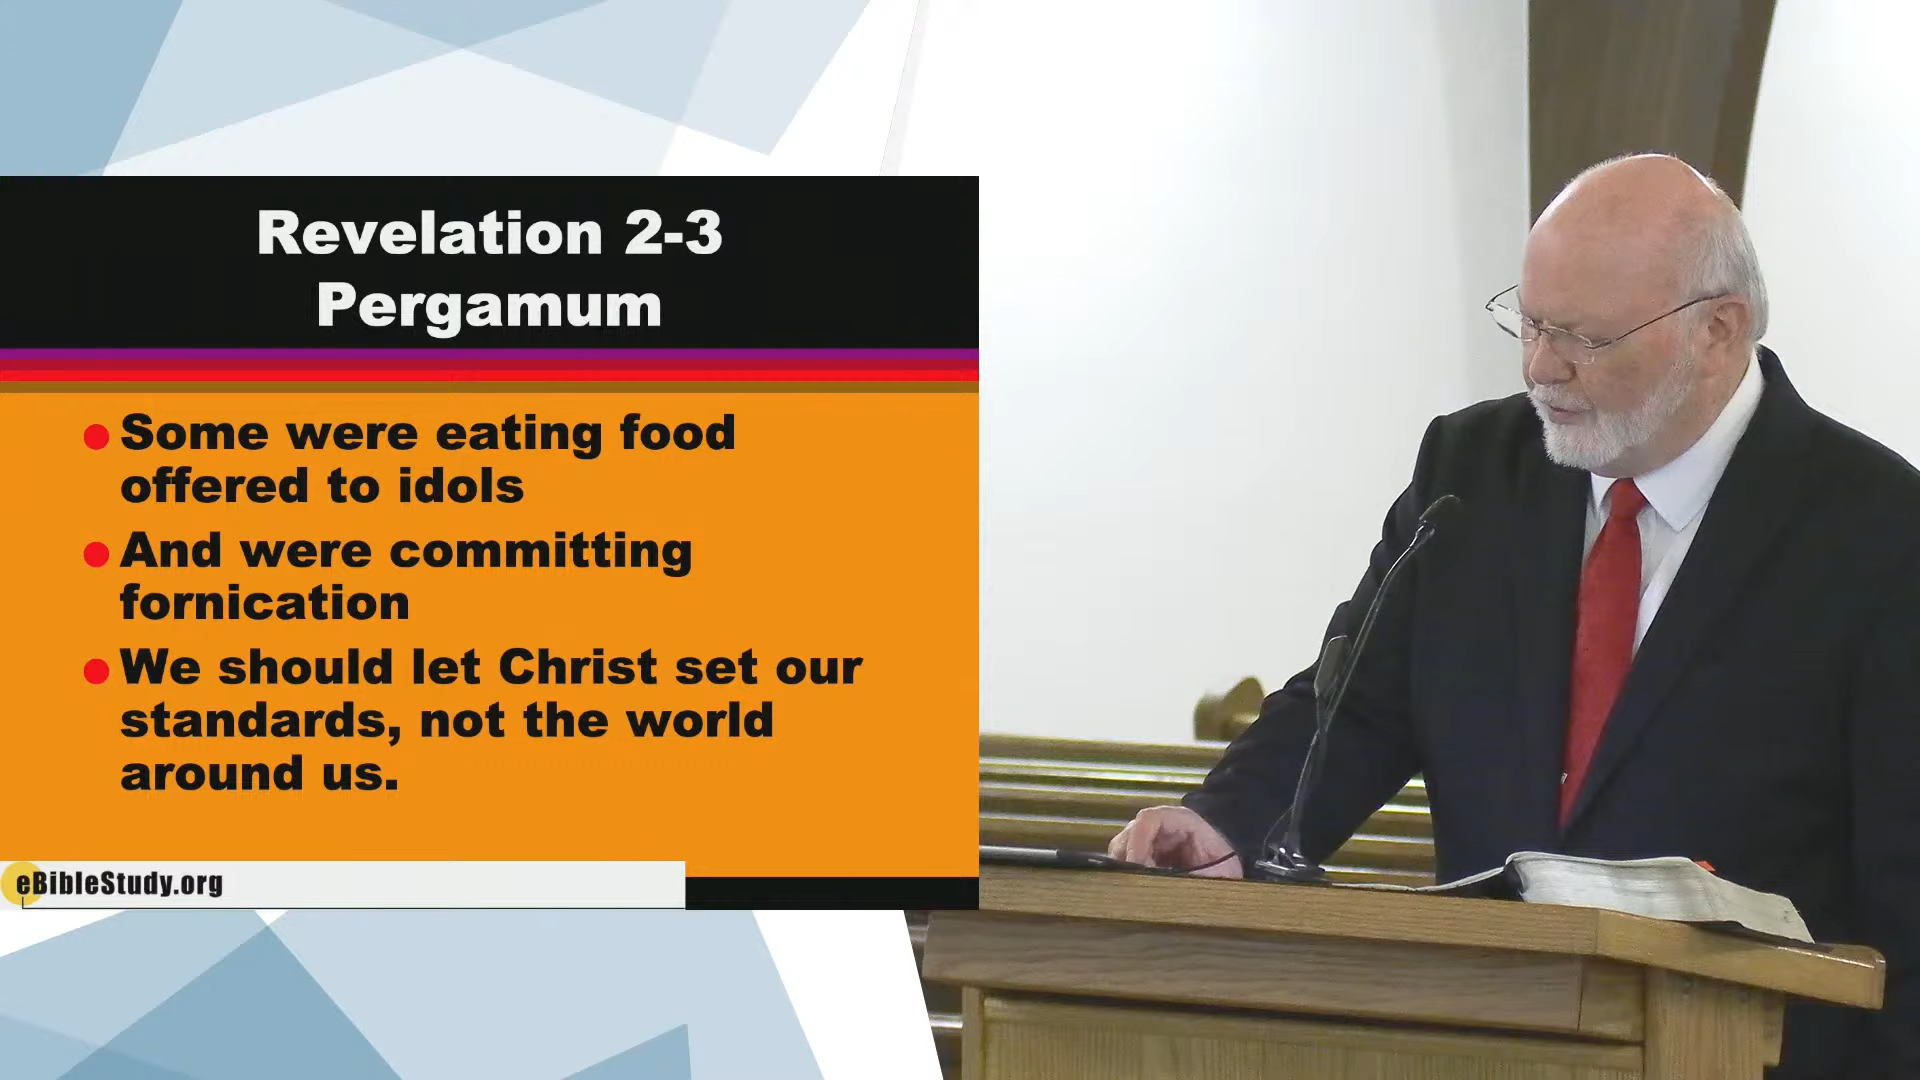 Revelation 2-3
Pergamum
Some were eating food
offered to idols
And were committing
fornication
We should let Christ set our
standards, not the world
around us.
eBibleStudy.org